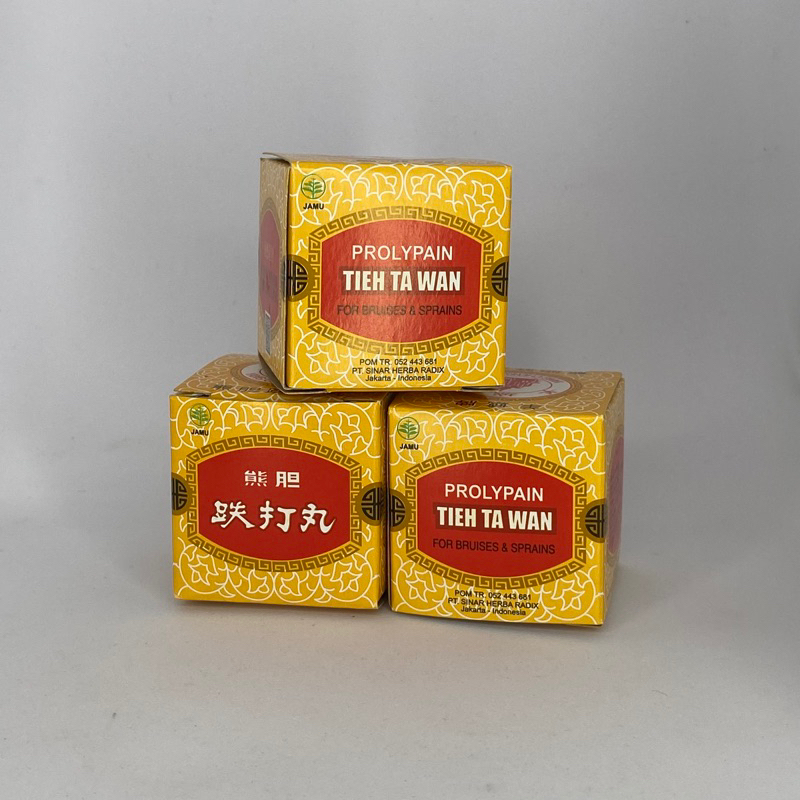 JAMU
PROLYPAIN
TIEH TA WAN
FOR BRUISES & SPRAINS
POM TR. 052 443 681
PT. SINAR HERBA RADIX
Jakarta - Indonesia
JAMU
熊胆
跌打丸
JAMU
PROLYPAIN
TIEH TA WAN
FOR BRUISES & SPRAINS
POM TR. 052 443 681
PT. SINAR HERBA RADIX
Jakarta - Indonesia